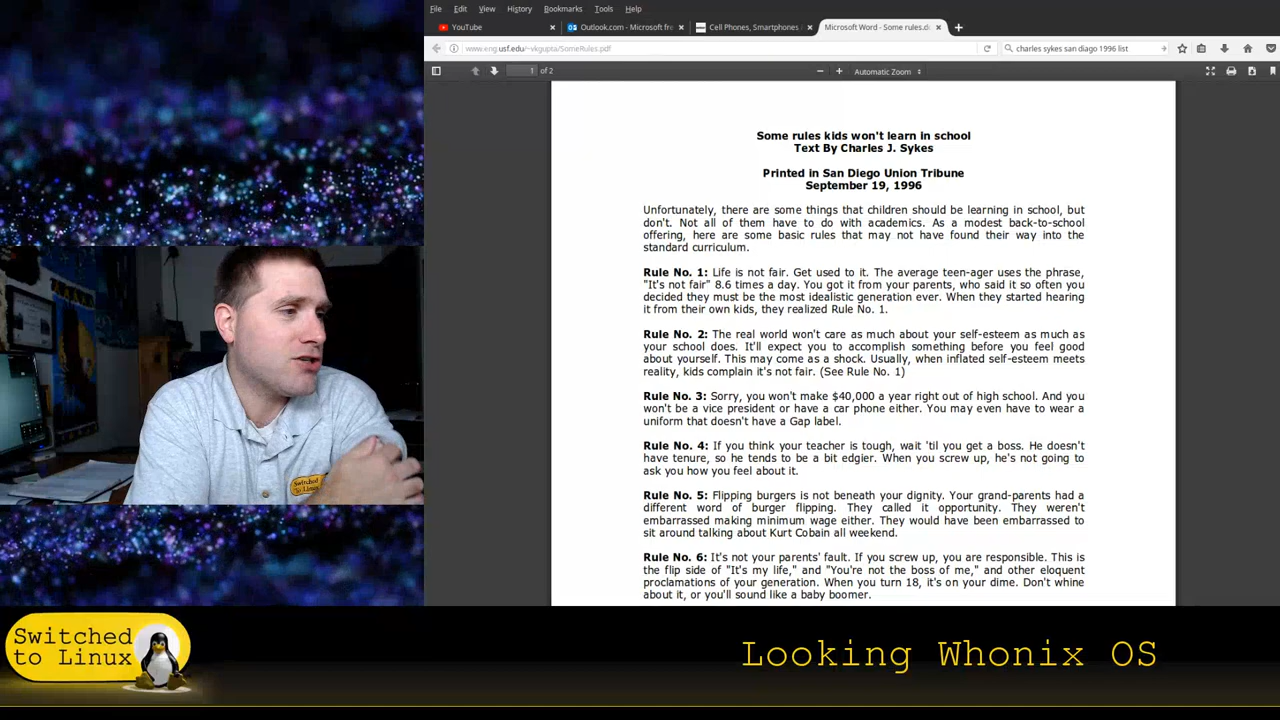 File Edit View History Bookmarks Tools Help
YouTube × Outlook.com - Microsoft fr × Cell Phones, Smartphones × Microsoft Word - Some rules.d ×
www.eng.usf.edu/~vkgupta/SomeRules.pdf charles sykes san diego 1996 list
1 of 2 Automatic Zoom
Some rules kids won't learn in school
Text By Charles J. Sykes
Printed in San Diego Union Tribune
September 19, 1996
Unfortunately, there are some things that children should be learning in school, but
don't. Not all of them have to do with academics. As a modest back-to-school
offering, here are some basic rules that may not have found their way into the
standard curriculum.
Rule No. 1: Life is not fair. Get used to it. The average teen-ager uses the phrase,
"It's not fair" 8.6 times a day. You got it from your parents, who said it so often you
decided they must be the most idealistic generation ever. When they started hearing
it from their own kids, they realized Rule No. 1.
Rule No. 2: The real world won't care as much about your self-esteem as much as
your school does. It'll expect you to accomplish something before you feel good
about yourself. This may come as a shock. Usually, when inflated self-esteem meets
reality, kids complain it's not fair. (See Rule No. 1)
Rule No. 3: Sorry, you won't make $40,000 a year right out of high school. And you
won't be a vice president or have a car phone either. You may even have to wear a
uniform that doesn't have a Gap label.
Rule No. 4: If you think your teacher is tough, wait 'til you get a boss. He doesn't
have tenure, so he tends to be a bit edgier. When you screw up, he's not going to
ask you how you feel about it.
Rule No. 5: Flipping burgers is not beneath your dignity. Your grand-parents had a
different word of burger flipping. They called it opportunity. They weren't
embarrassed making minimum wage either. They would have been embarrassed to
sit around talking about Kurt Cobain all weekend.
Rule No. 6: It's not your parents' fault. If you screw up, you are responsible. This is
the flip side of "It's my life," and "You're not the boss of me," and other eloquent
proclamations of your generation. When you turn 18, it's on your dime. Don't whine
about it, or you'll sound like a baby boomer.
Switched
to Linux
Switched
to Linux
Looking Whonix OS